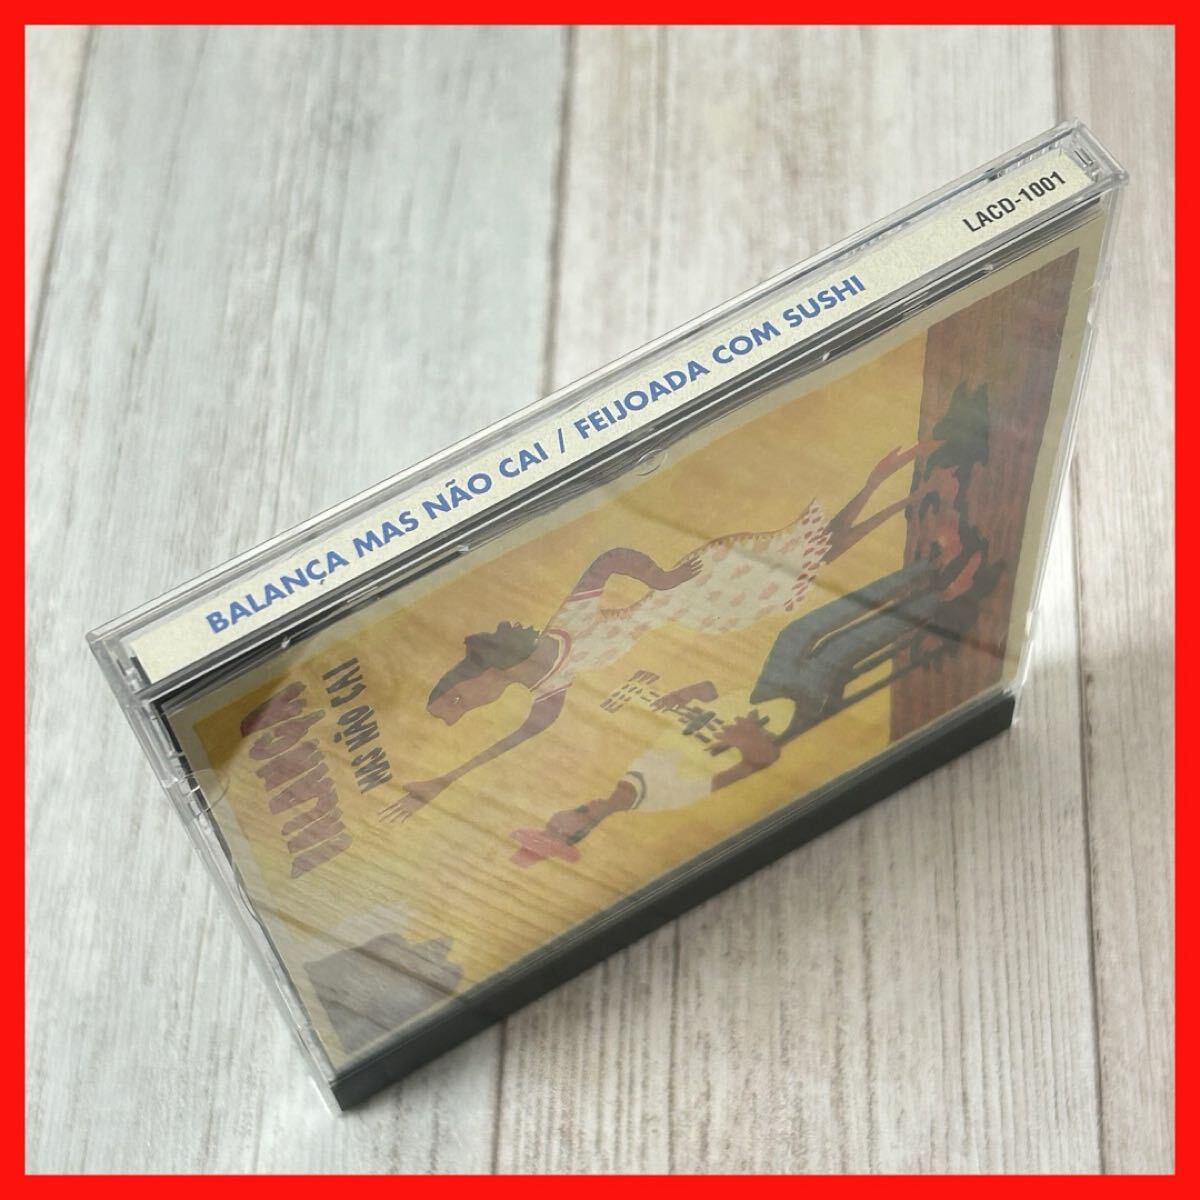 BALANÇA MAS NÃO CAI / FEIJOADA COM SUSHI
LACD-1001
BALANÇA
MAS NÃO CAI